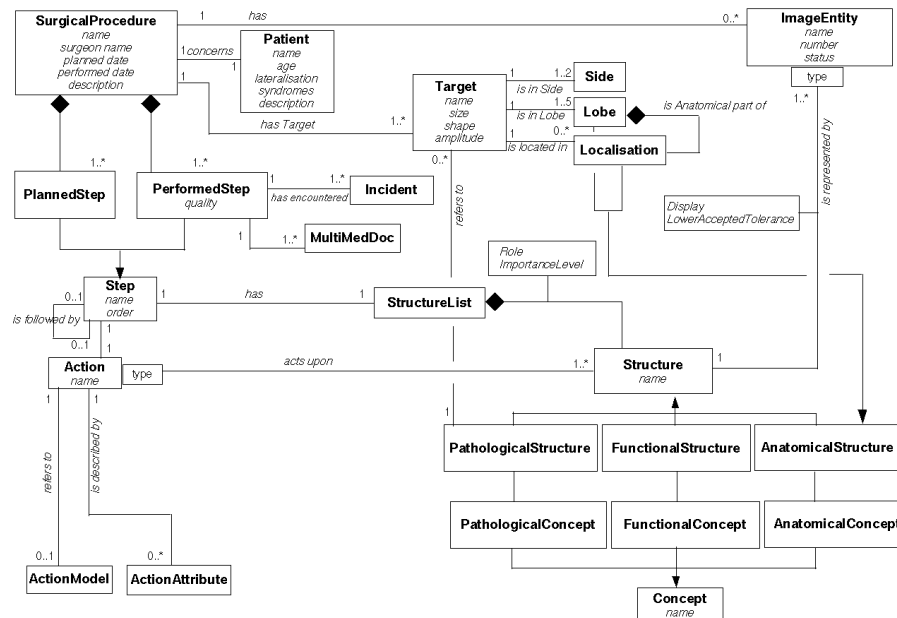 SurgicalProcedure
name
surgeon name
planned date
performed date
description
1
has
0..*
ImageEntity
name
number
status
type
1..*
1
concerns
1
Patient
name
age
lateralisation
syndromes
description
1
has Target
1..*
Target
name
size
shape
amplitude
0..*
1
1..2
is in Side
Side
1
1..5
is in Lobe
Lobe
1
0..*
is located in
Localisation
is Anatomical part of
is represented by
Display
LowerAcceptedTolerance
1..*
PlannedStep
1..*
PerformedStep
quality
1
1..*
has encountered
Incident
1
1..*
MultiMedDoc
refers to
Role
ImportanceLevel
Step
name
order
0..1
is followed by
0..1
1
has
1
StructureList
1
1
Action
name
type
acts upon
1..*
Structure
name
1
1
1
refers to
is described by
1
1
PathologicalStructure
FunctionalStructure
AnatomicalStructure
PathologicalConcept
FunctionalConcept
AnatomicalConcept
0..1
0..*
ActionModel
ActionAttribute
Concept
name